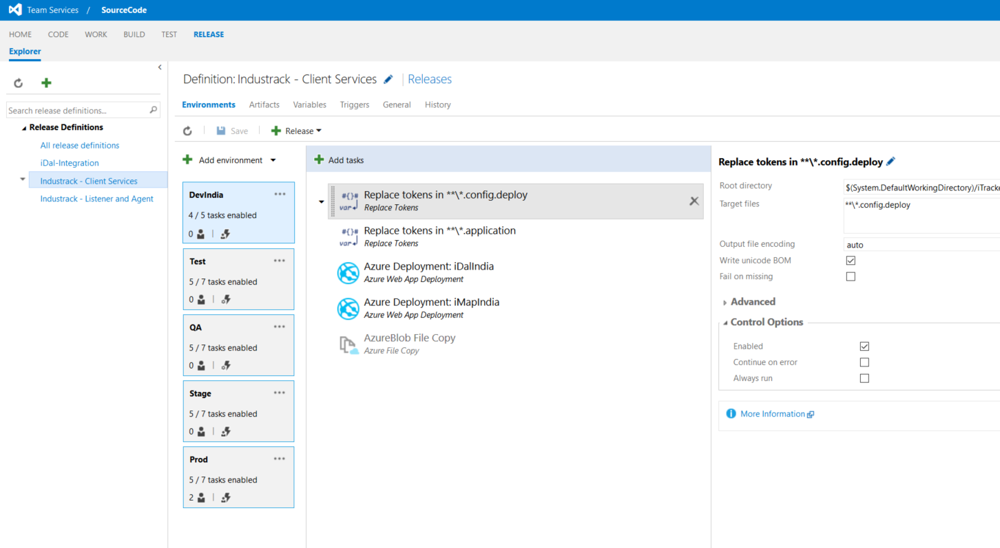 Team Services / SourceCode
HOME CODE WORK BUILD TEST RELEASE
Explorer
Search release definitions...
Release Definitions
All release definitions
iDal-Integration
Industrack - Client Services
Industrack - Listener and Agent
Definition: Industrack - Client Services | Releases
Environments Artifacts Variables Triggers General History
Save Release
Add environment
DevIndia
4 / 5 tasks enabled
0
Test
5 / 7 tasks enabled
0
QA
5 / 7 tasks enabled
0
Stage
5 / 7 tasks enabled
0
Prod
5 / 7 tasks enabled
2
Add tasks
#{}# var Replace tokens in **\*.config.deploy
Replace Tokens
#{}# var Replace tokens in **\*.application
Replace Tokens
Azure Deployment: iDalIndia
Azure Web App Deployment
Azure Deployment: iMapIndia
Azure Web App Deployment
AzureBlob File Copy
Azure File Copy
Replace tokens in **\*.config.deploy
Root directory $(System.DefaultWorkingDirectory)/iTracke
Target files **\*.config.deploy
Output file encoding auto
Write unicode BOM
Fail on missing
Advanced
Control Options
Enabled
Continue on error
Always run
More Information